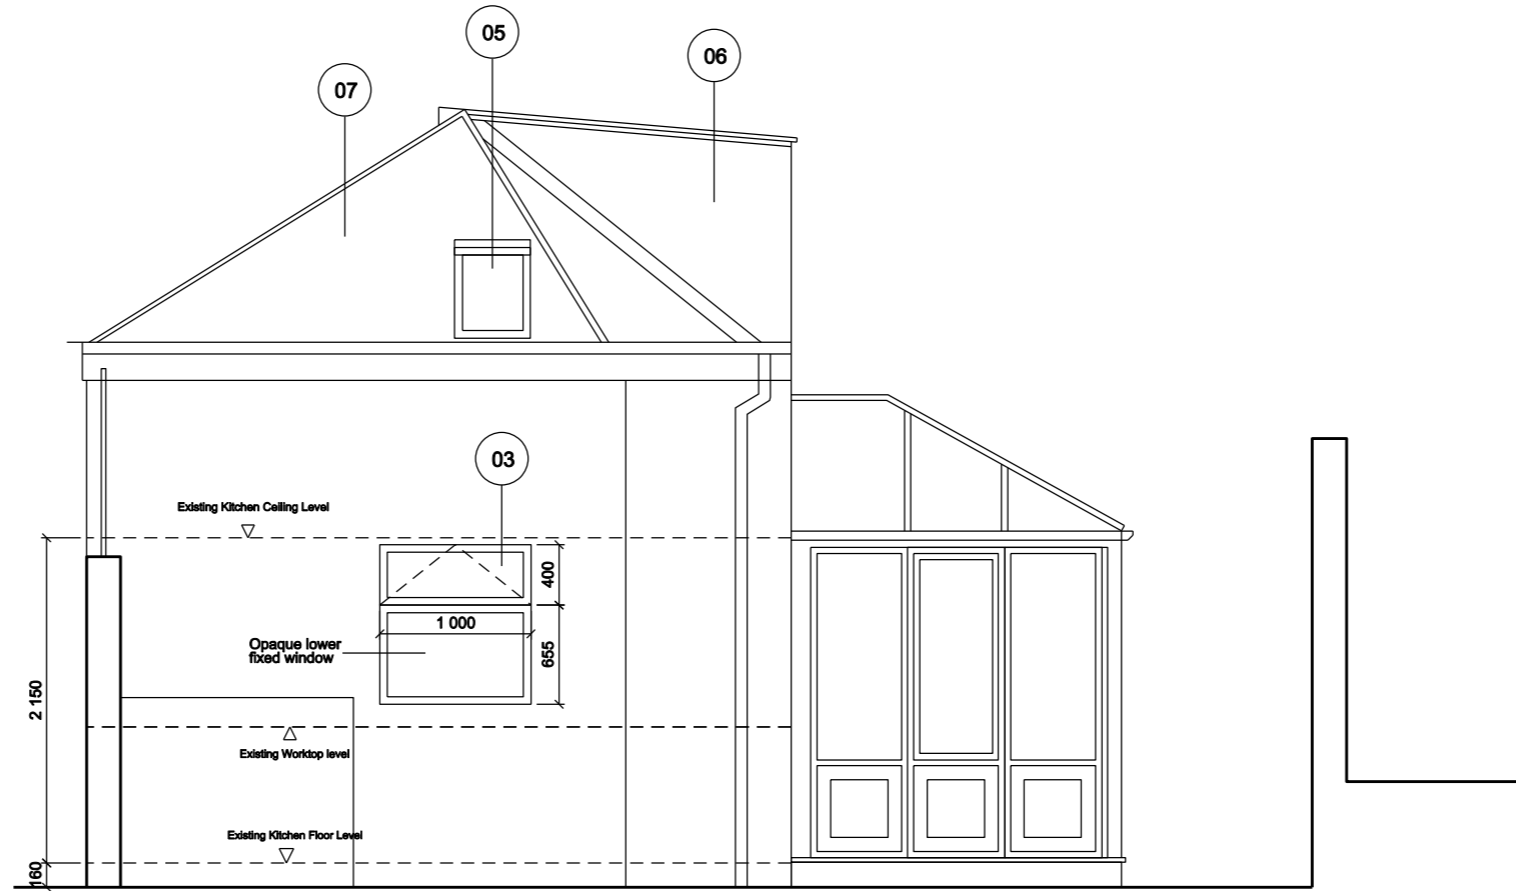 05
06
07
03
Existing Kitchen Ceiling Level
400
1 000
Opaque lower
fixed window
655
2 150
Existing Worktop level
Existing Kitchen Floor Level
160